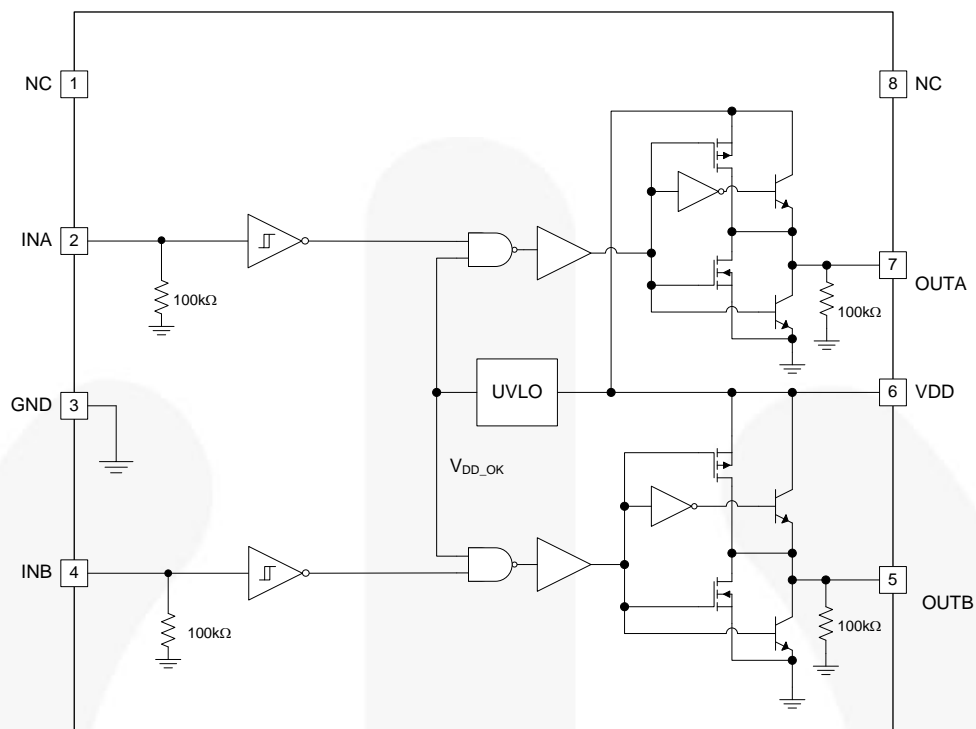 NC 1
8 NC
INA 2
100kΩ
7
OUTA
100kΩ
GND 3
UVLO
6 VDD
VDD_OK
INB 4
5
OUTB
100kΩ
100kΩ